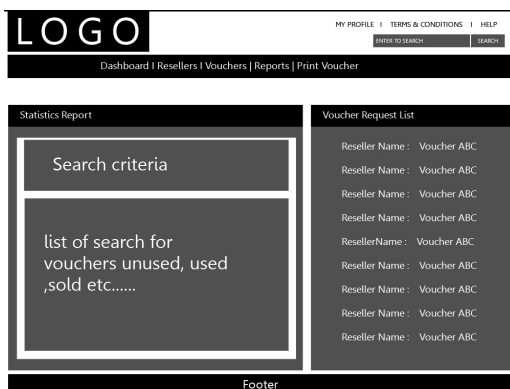 LOGO
MY PROFILE I TERMS & CONDITIONS I HELP
ENTER TO SEARCH SEARCH
Dashboard I Resellers I Vouchers | Reports | Print Voucher
Statistics Report
Search criteria
list of search for
vouchers unused, used
,sold etc......
Voucher Request List
Reseller Name : Voucher ABC
Reseller Name : Voucher ABC
Reseller Name : Voucher ABC
Reseller Name : Voucher ABC
ResellerName : Voucher ABC
Reseller Name : Voucher ABC
Reseller Name : Voucher ABC
Reseller Name : Voucher ABC
Reseller Name : Voucher ABC
Footer